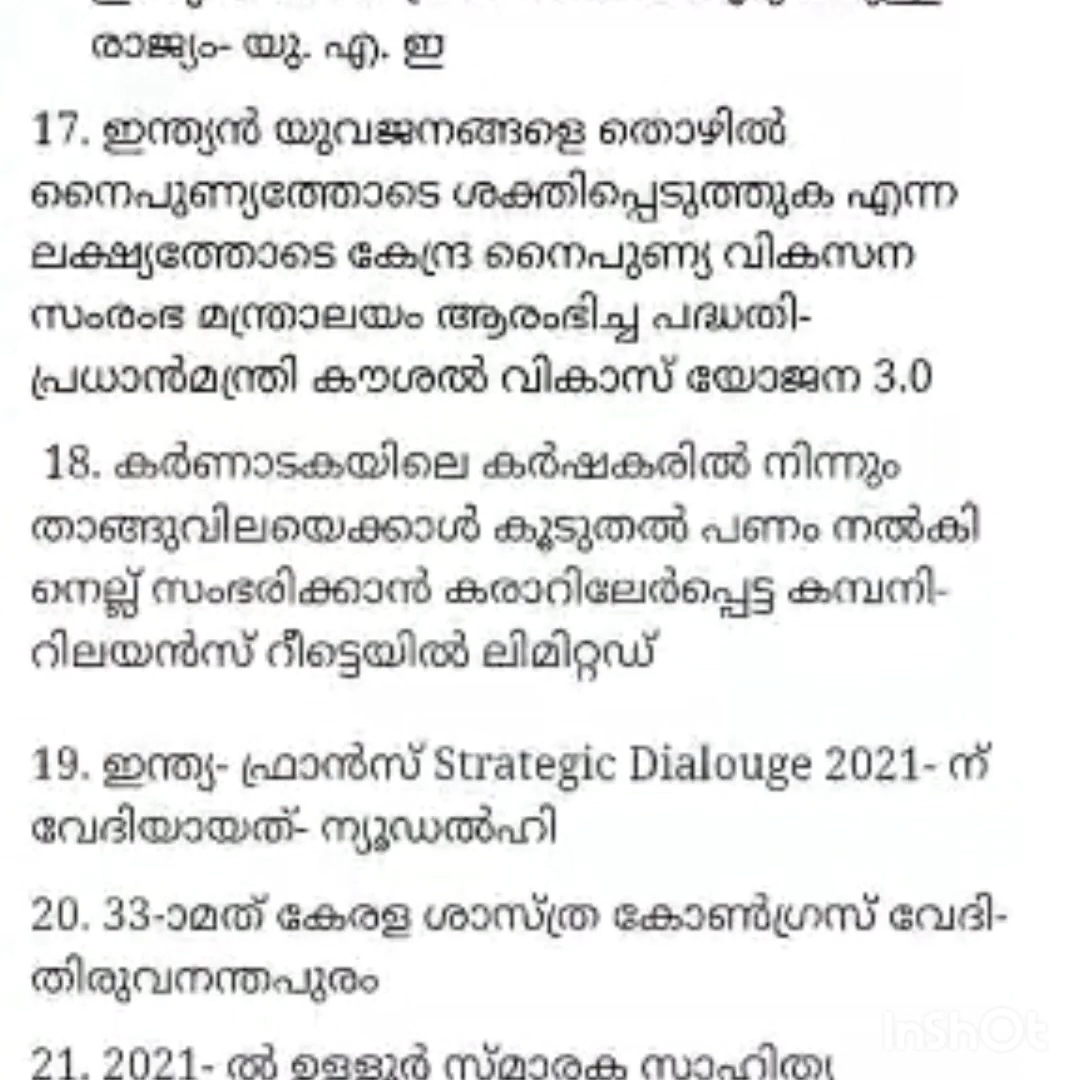 രാജ്യം- യു. എ. ഇ
17. ഇന്ത്യൻ യുവജനങ്ങളെ തൊഴിൽ
നൈപുണ്യത്തോടെ ശക്തിപ്പെടുത്തുക എന്ന
ലക്ഷ്യത്തോടെ കേന്ദ്ര നൈപുണ്യ വികസന
സംരംഭ മന്ത്രാലയം ആരംഭിച്ച പദ്ധതി-
പ്രധാൻമന്ത്രി കൗശൽ വികാസ് യോജന 3.0
18. കർണാടകയിലെ കർഷകരിൽ നിന്നും
താങ്ങുവിലയെക്കാൾ കൂടുതൽ പണം നൽകി
നെല്ല് സംഭരിക്കാൻ കരാറിലേർപ്പെട്ട കമ്പനി-
റിലയൻസ് റീട്ടെയിൽ ലിമിറ്റഡ്
19. ഇന്ത്യ- ഫ്രാൻസ് Strategic Dialouge 2021- ന്
വേദിയായത്- ന്യൂഡൽഹി
20. 33-ാമത് കേരള ശാസ്ത്ര കോൺഗ്രസ് വേദി-
തിരുവനന്തപുരം
21. 2021- ൽ ഉള്ളൂർ സ്മാരക സാഹിത്യ
InShOt